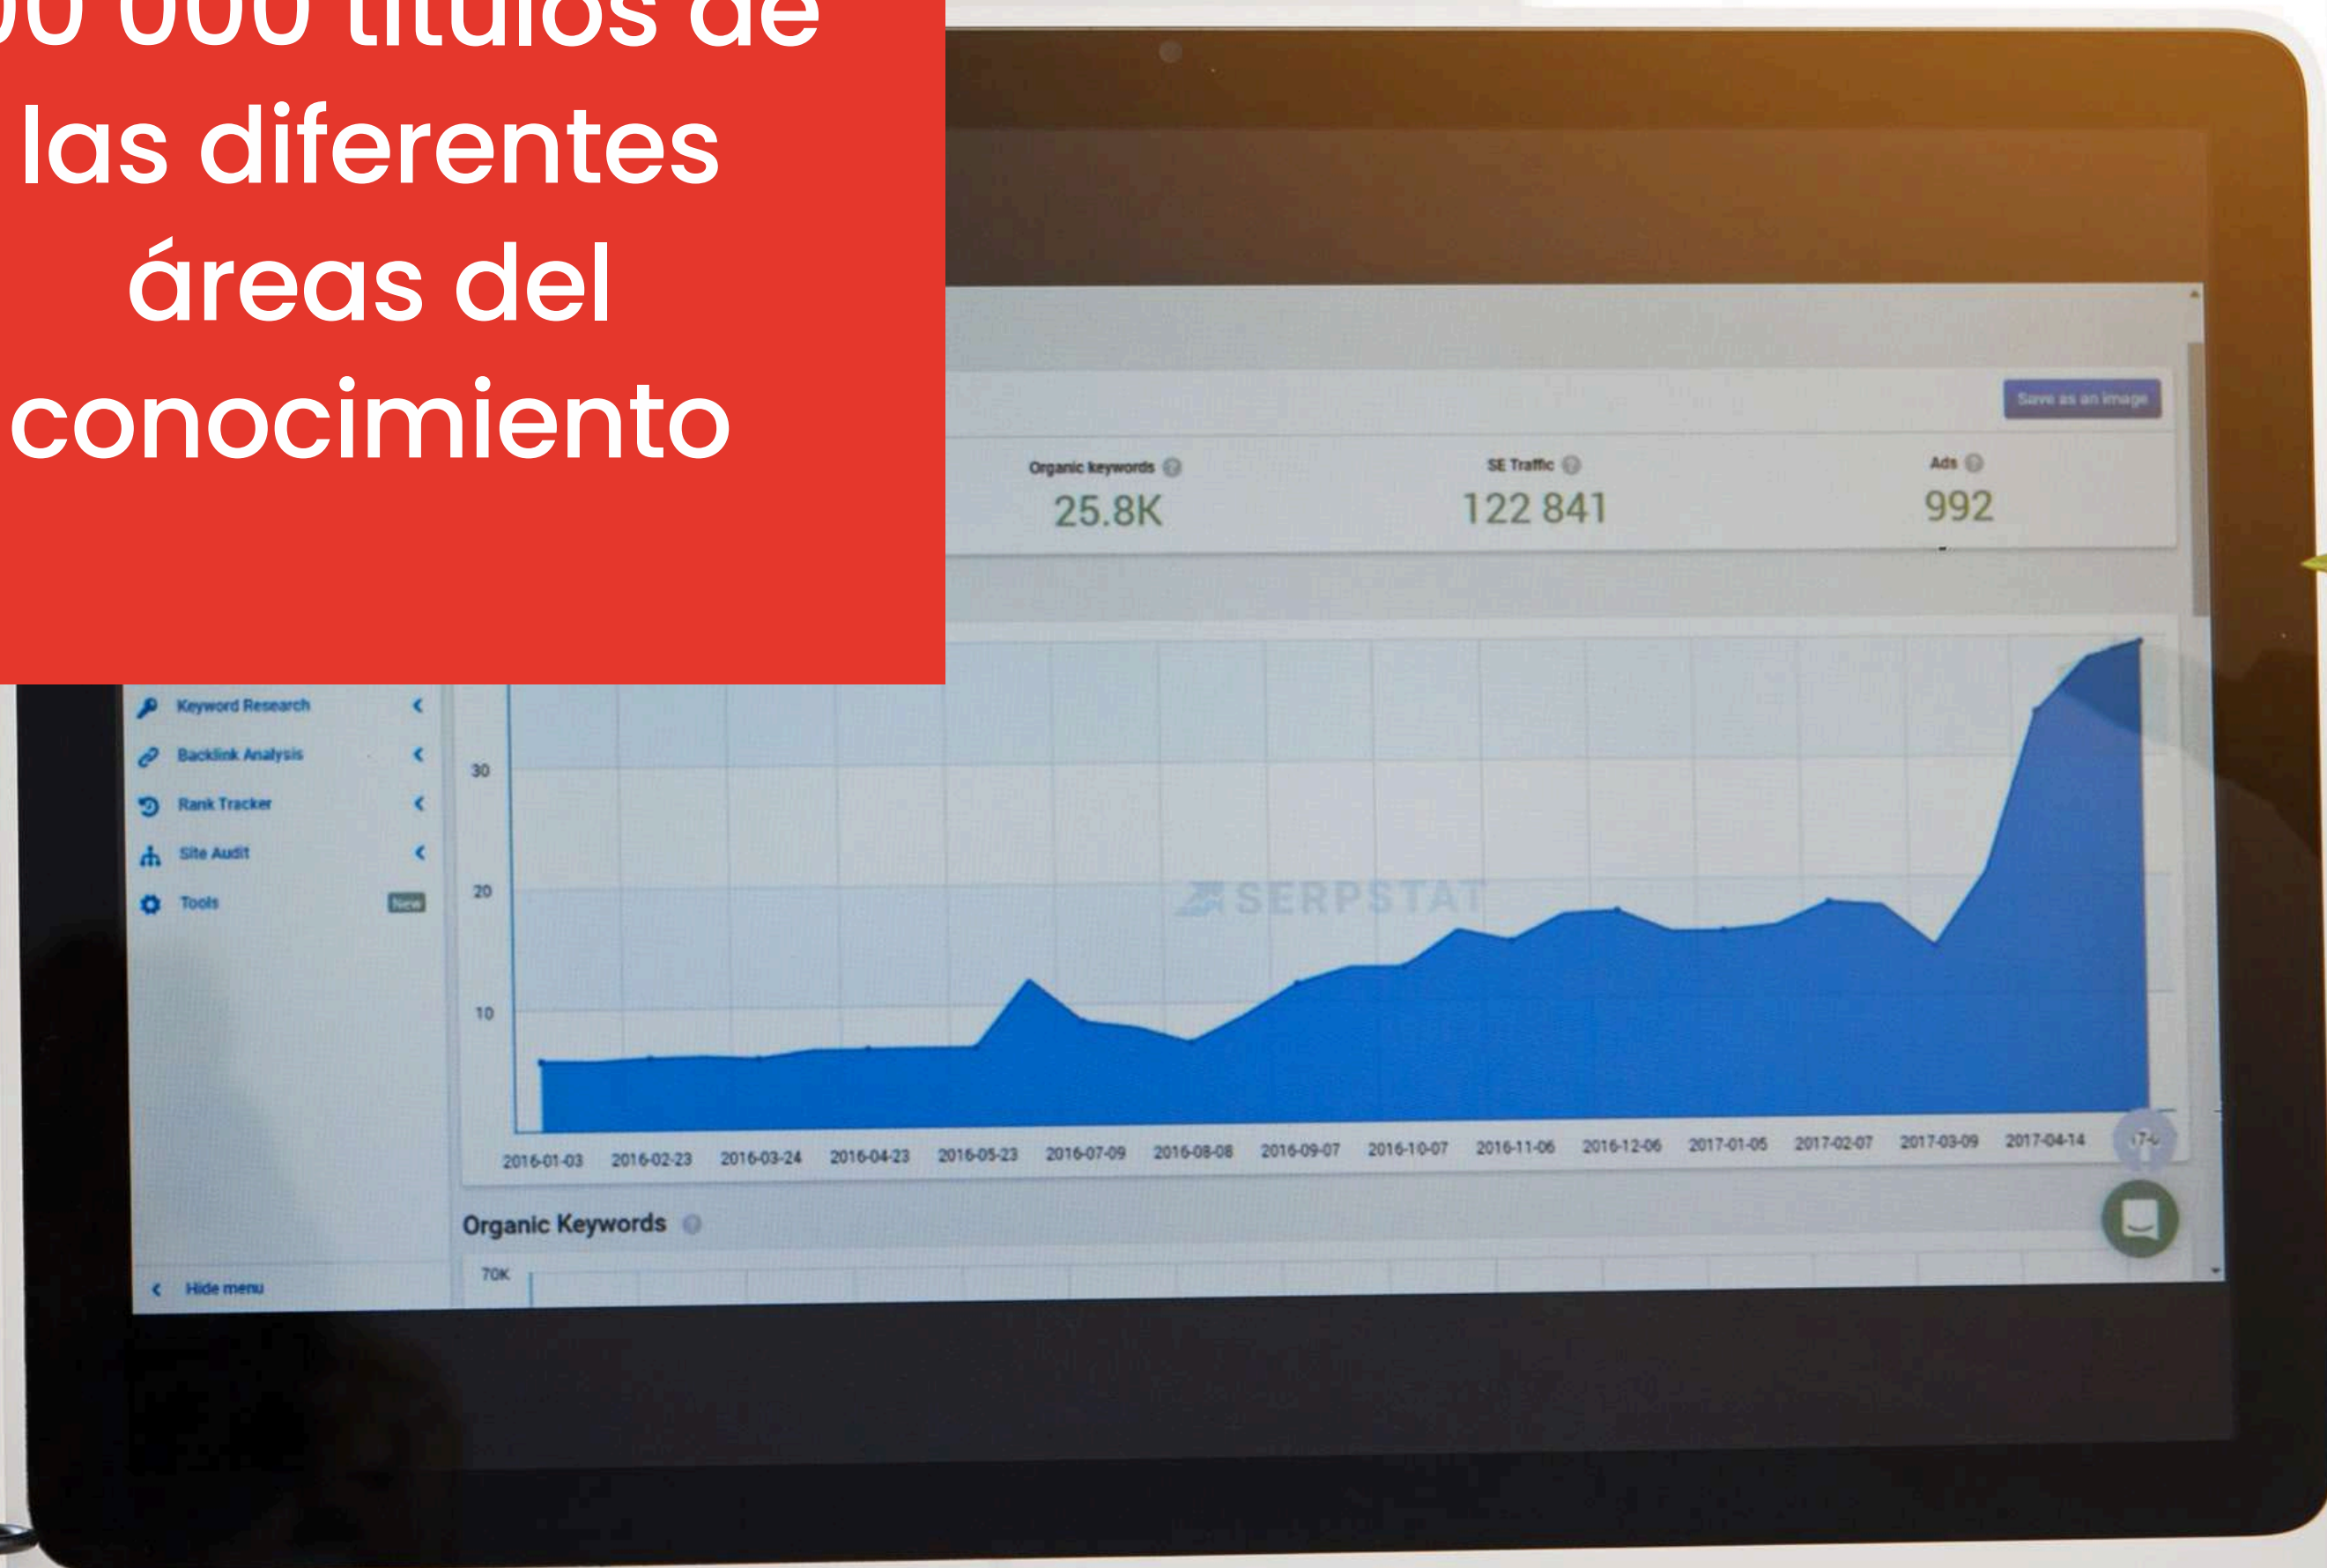 000 títulos de
las diferentes
áreas del
conocimiento
Save as an image
Organic keywords
25.8K
SE Traffic
122 841
Ads
992
Keyword Research
Backlink Analysis
Rank Tracker
Site Audit
Tools New
Hide menu
30
20
10
SERPSTAT
2016-01-03 2016-02-23 2016-03-24 2016-04-23 2016-05-23 2016-07-09 2016-08-08 2016-09-07 2016-10-07 2016-11-06 2016-12-06 2017-01-05 2017-02-07 2017-03-09 2017-04-14
Organic Keywords
70K